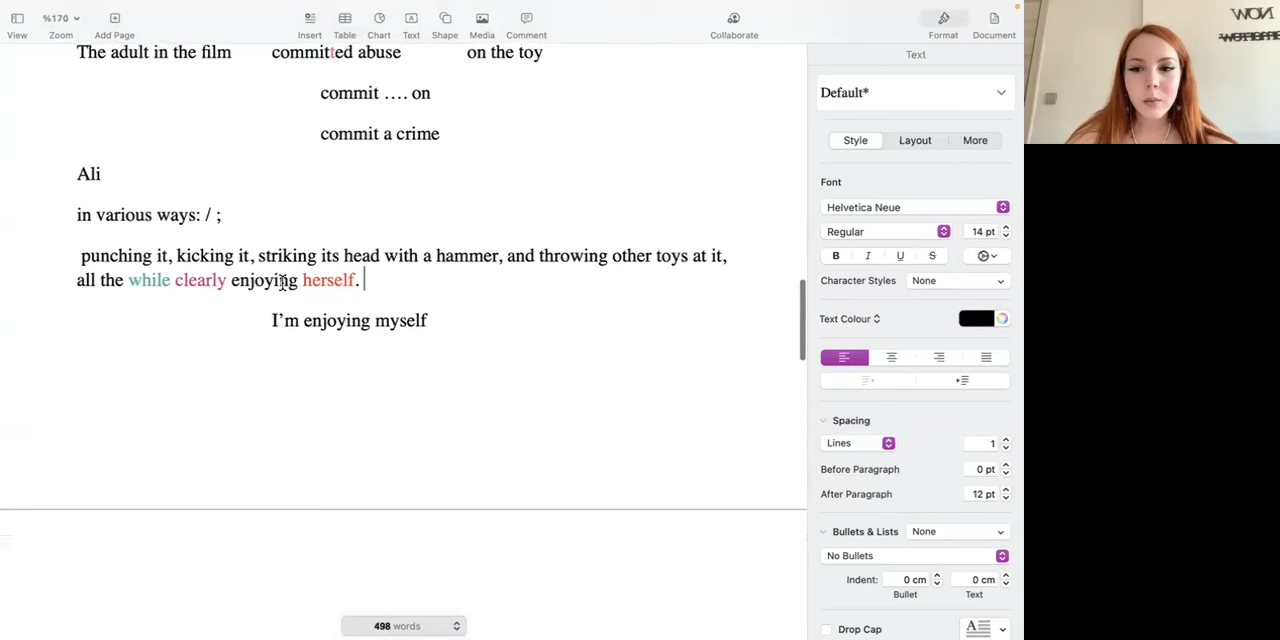 %170
View
Zoom
Add Page
Insert
Table
Chart
Text
Shape
Media
Comment
Collaborate
Format
Document
The adult in the film committed abuse on the toy
commit …. on
commit a crime
Ali
in various ways: / ;
punching it, kicking it, striking its head with a hammer, and throwing other toys at it,
all the while clearly enjoying herself.
I’m enjoying myself
498 words
Text
Default*
Style Layout More
Font
Helvetica Neue
Regular 14 pt
B I U S
Character Styles None
Text Colour
Spacing
Lines 1
Before Paragraph 0 pt
After Paragraph 12 pt
Bullets & Lists None
No Bullets
Indent: 0 cm 0 cm
Bullet Text
Drop Cap